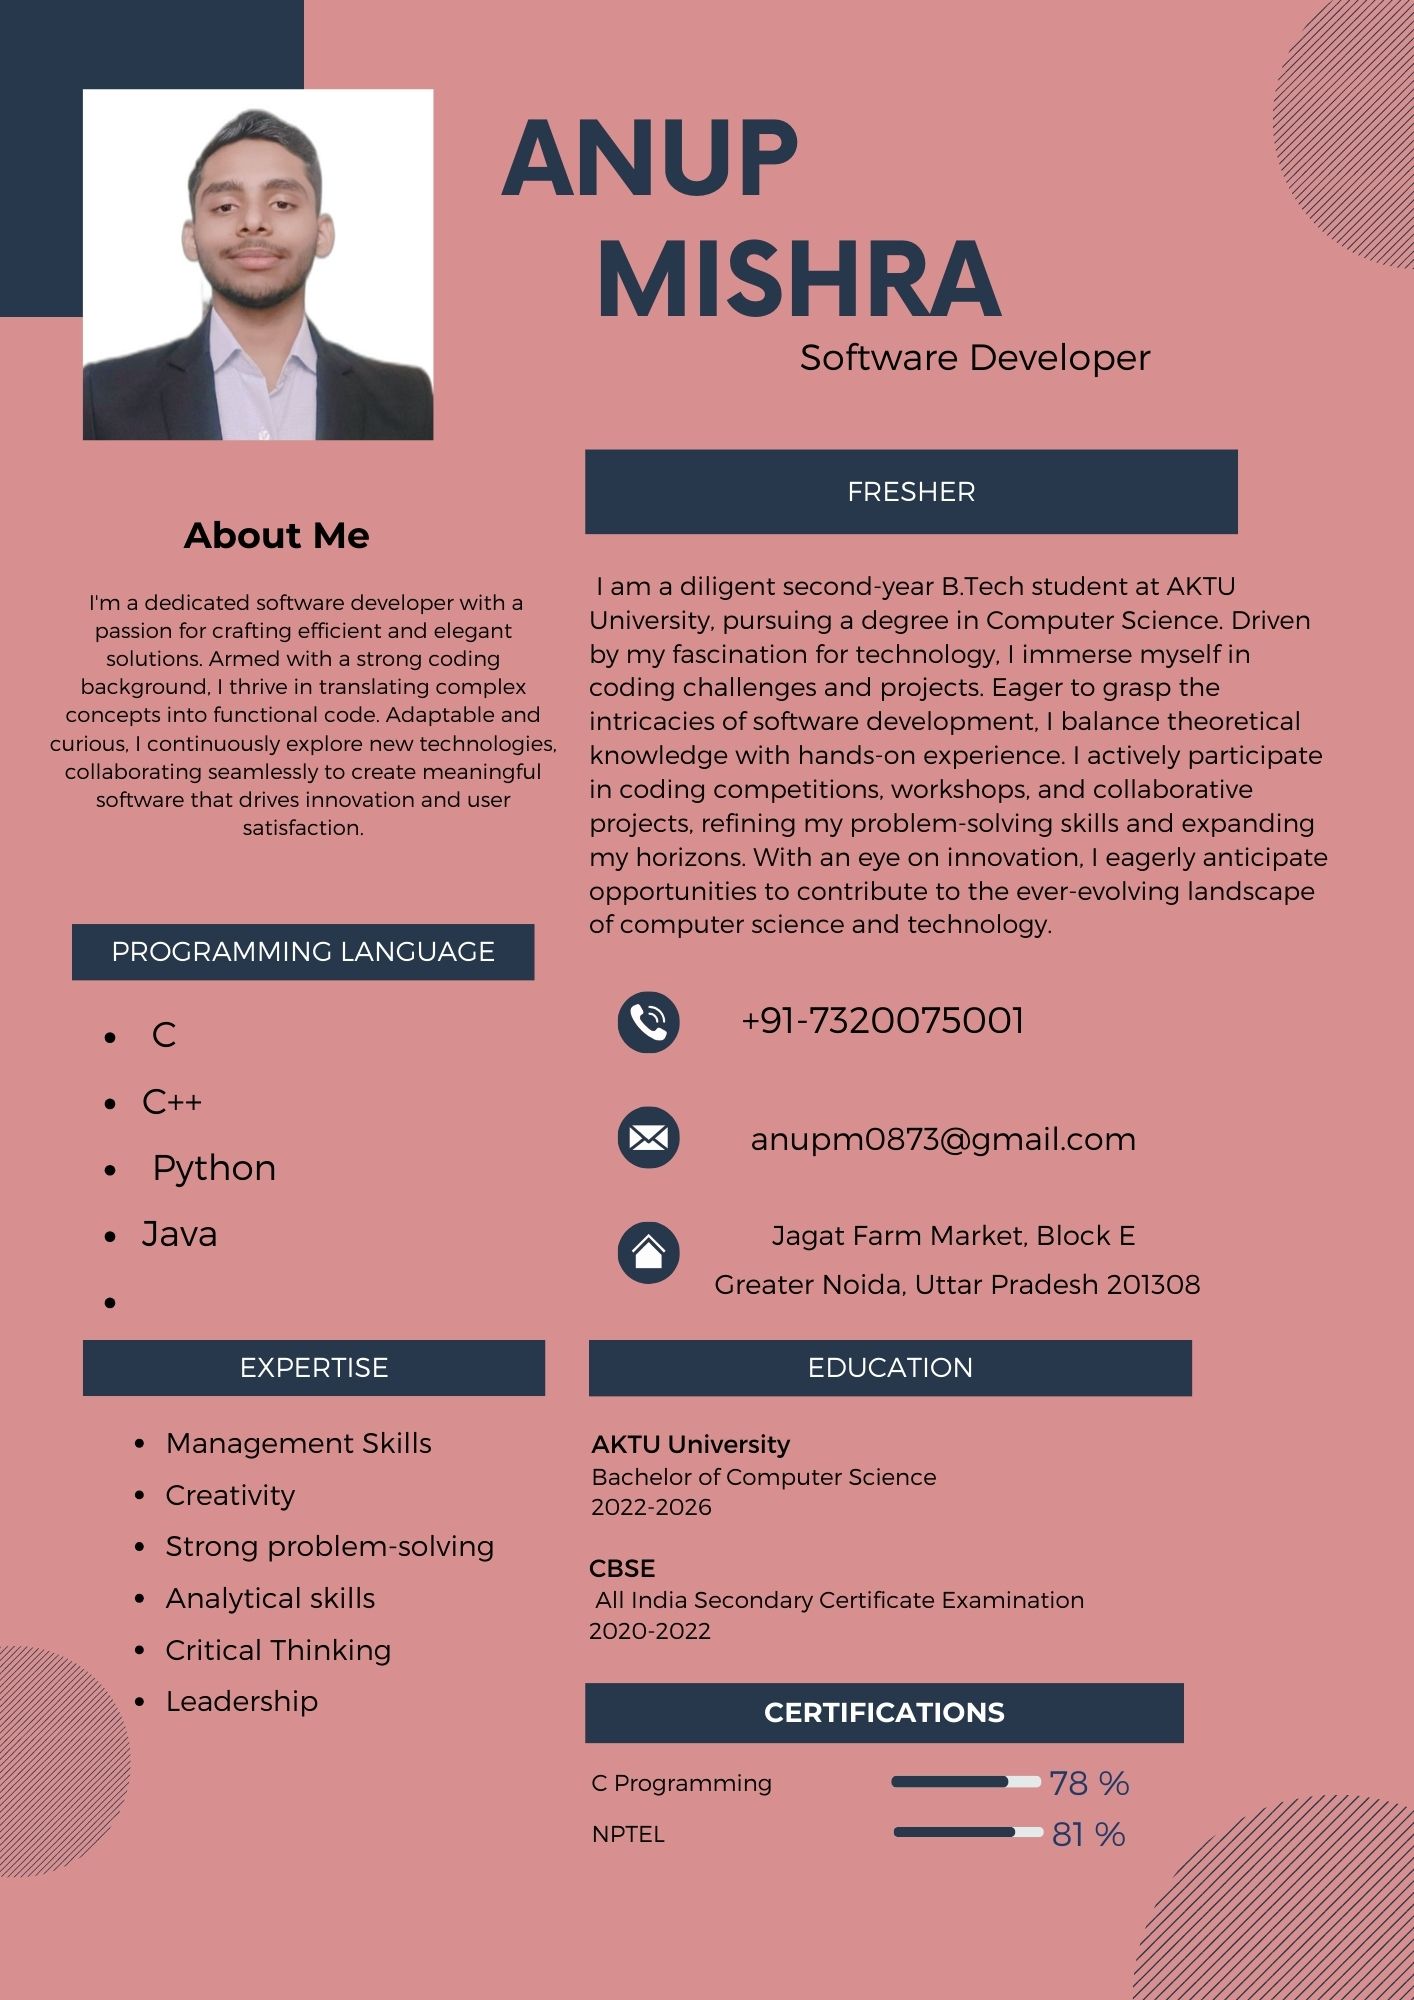 ANUP
MISHRA
Software Developer
About Me
I'm a dedicated software developer with a
passion for crafting efficient and elegant
solutions. Armed with a strong coding
background, I thrive in translating complex
concepts into functional code. Adaptable and
curious, I continuously explore new technologies,
collaborating seamlessly to create meaningful
software that drives innovation and user
satisfaction.
PROGRAMMING LANGUAGE
• C
• C++
• Python
• Java
•
EXPERTISE
• Management Skills
• Creativity
• Strong problem-solving
• Analytical skills
• Critical Thinking
• Leadership
FRESHER
I am a diligent second-year B.Tech student at AKTU
University, pursuing a degree in Computer Science. Driven
by my fascination for technology, I immerse myself in
coding challenges and projects. Eager to grasp the
intricacies of software development, I balance theoretical
knowledge with hands-on experience. I actively participate
in coding competitions, workshops, and collaborative
projects, refining my problem-solving skills and expanding
my horizons. With an eye on innovation, I eagerly anticipate
opportunities to contribute to the ever-evolving landscape
of computer science and technology.
+91-7320075001
anupm0873@gmail.com
Jagat Farm Market, Block E
Greater Noida, Uttar Pradesh 201308
EDUCATION
AKTU University
Bachelor of Computer Science
2022-2026
CBSE
All India Secondary Certificate Examination
2020-2022
CERTIFICATIONS
C Programming 78 %
NPTEL 81 %